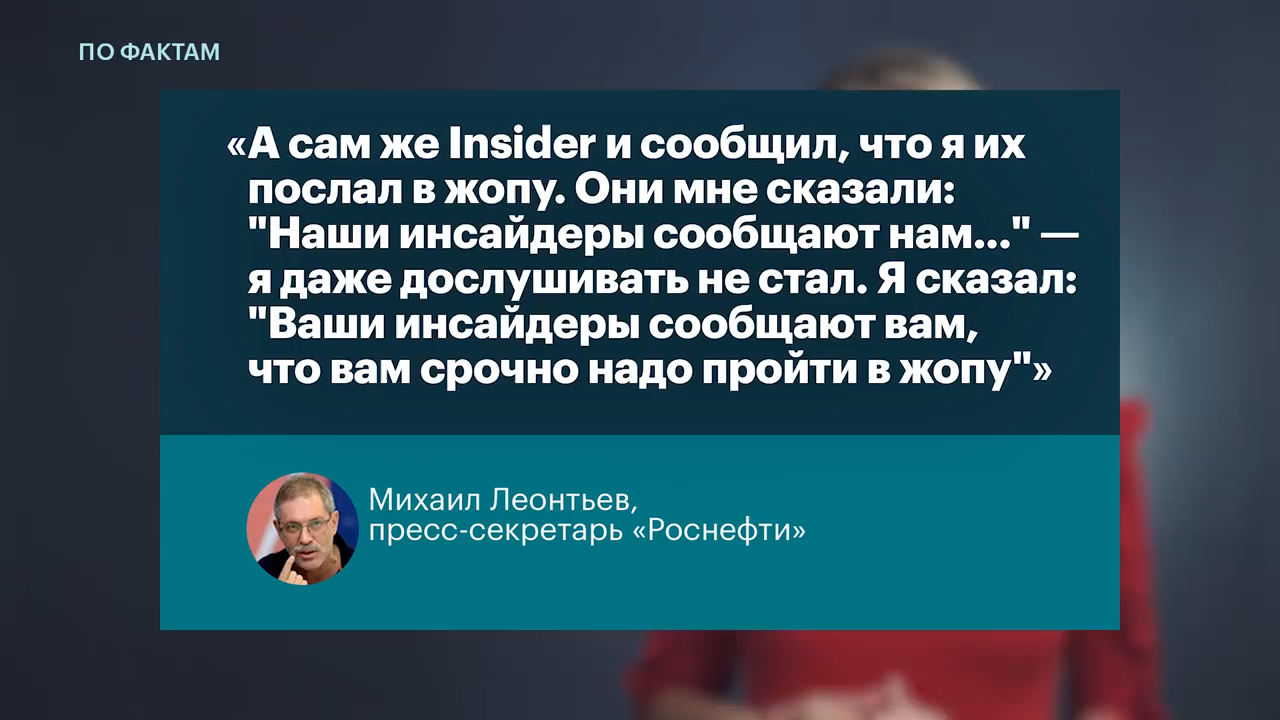 ПО ФАКТАМ
«А сам же Insider и сообщил, что я их
послал в жопу. Они мне сказали:
"Наши инсайдеры сообщают нам..." —
я даже дослушивать не стал. Я сказал:
"Ваши инсайдеры сообщают вам,
что вам срочно надо пройти в жопу"»
Михаил Леонтьев,
пресс-секретарь «Роснефти»